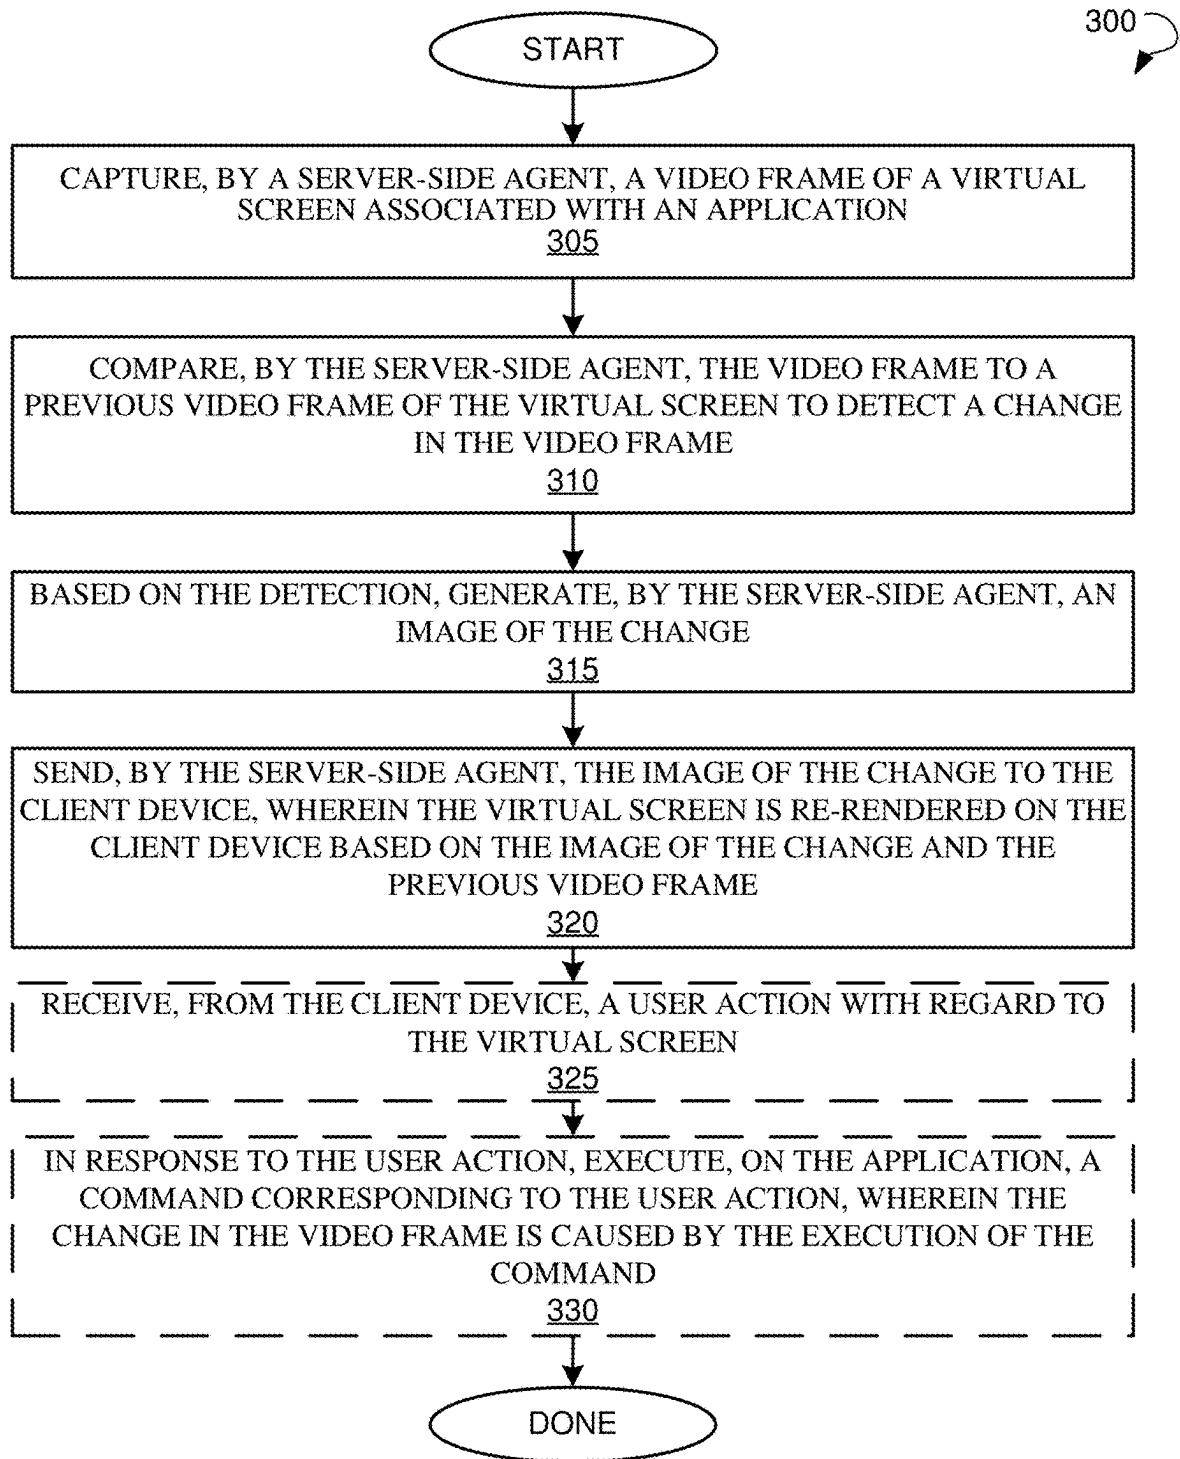 START
300
CAPTURE, BY A SERVER-SIDE AGENT, A VIDEO FRAME OF A VIRTUAL
SCREEN ASSOCIATED WITH AN APPLICATION
305
COMPARE, BY THE SERVER-SIDE AGENT, THE VIDEO FRAME TO A
PREVIOUS VIDEO FRAME OF THE VIRTUAL SCREEN TO DETECT A CHANGE
IN THE VIDEO FRAME
310
BASED ON THE DETECTION, GENERATE, BY THE SERVER-SIDE AGENT, AN
IMAGE OF THE CHANGE
315
SEND, BY THE SERVER-SIDE AGENT, THE IMAGE OF THE CHANGE TO THE
CLIENT DEVICE, WHEREIN THE VIRTUAL SCREEN IS RE-RENDERED ON THE
CLIENT DEVICE BASED ON THE IMAGE OF THE CHANGE AND THE
PREVIOUS VIDEO FRAME
320
RECEIVE, FROM THE CLIENT DEVICE, A USER ACTION WITH REGARD TO
THE VIRTUAL SCREEN
325
IN RESPONSE TO THE USER ACTION, EXECUTE, ON THE APPLICATION, A
COMMAND CORRESPONDING TO THE USER ACTION, WHEREIN THE
CHANGE IN THE VIDEO FRAME IS CAUSED BY THE EXECUTION OF THE
COMMAND
330
DONE